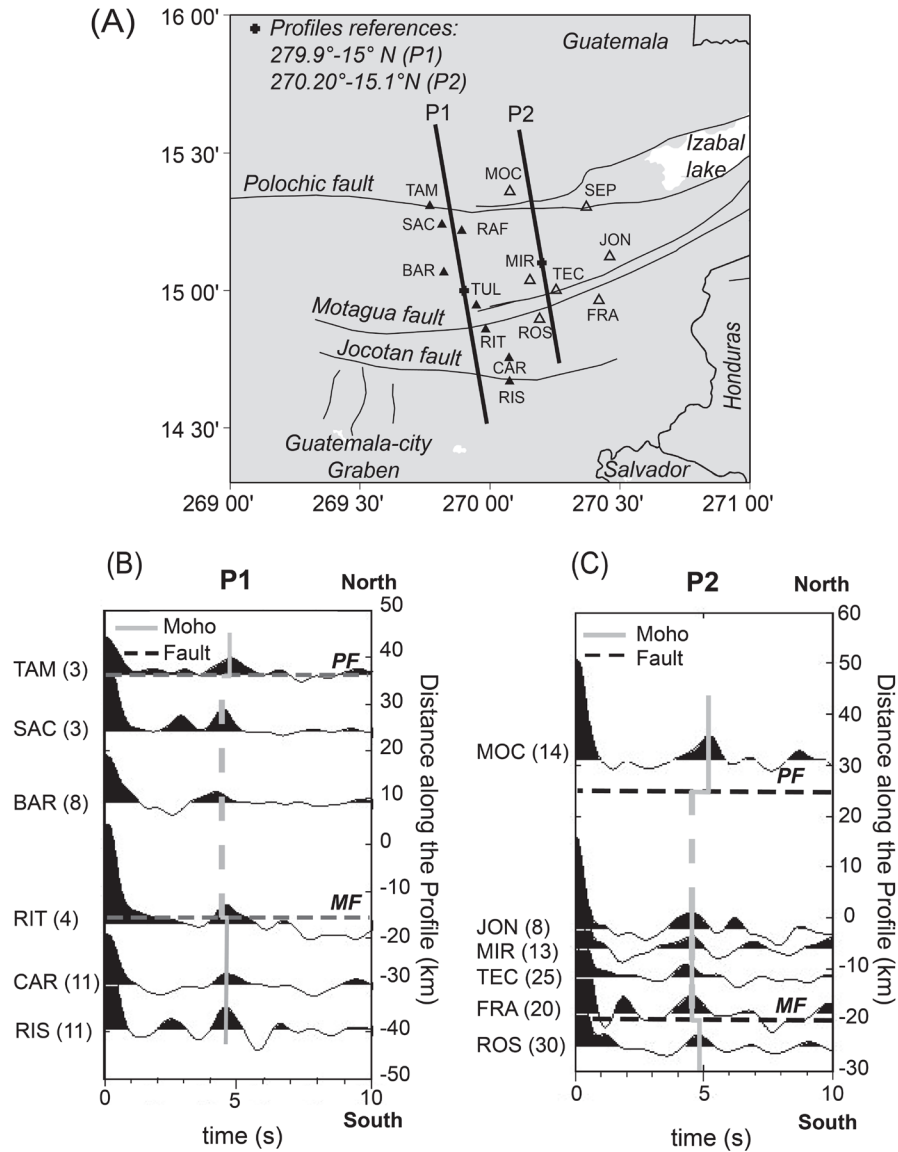 (A)
16 00'
Profiles references:
279.9°-15° N (P1)
270.20°-15.1°N (P2)
Guatemala
P1
P2
15 30'
Izabal
lake
MOC
Polochic fault
TAM
SEP
SAC
RAF
JON
BAR
MIR
TEC
15 00'
TUL
Motagua fault
FRA
RIT
ROS
Jocotan fault
CAR
RIS
Honduras
14 30'
Guatemala-city
Graben
Salvador
269 00'
269 30'
270 00'
270 30'
271 00'
(B)
P1
North
50
Moho
Fault
PF
40
TAM (3)
30
SAC (3)
20
BAR (8)
10
0
-10
MF
RIT (4)
-20
CAR (11)
-30
RIS (11)
-40
-50
0
5
10
time (s)
South
Distance along the Profile (km)
(C)
P2
North
60
Moho
Fault
50
40
MOC (14)
30
PF
20
10
0
JON (8)
MIR (13)
-10
TEC (25)
FRA (20)
MF
-20
ROS (30)
-30
0
5
10
time (s)
South
Distance along the Profile (km)